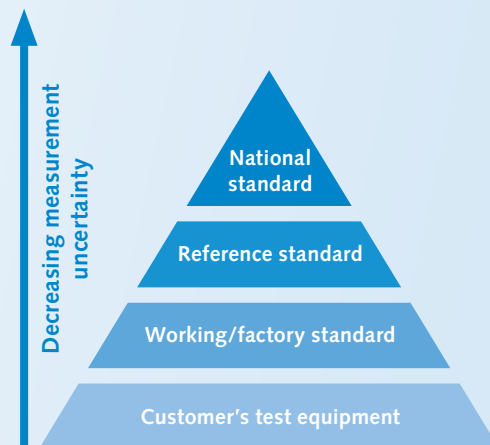 Decreasing measurement
uncertainty
National
standard
Reference standard
Working/factory standard
Customer's test equipment